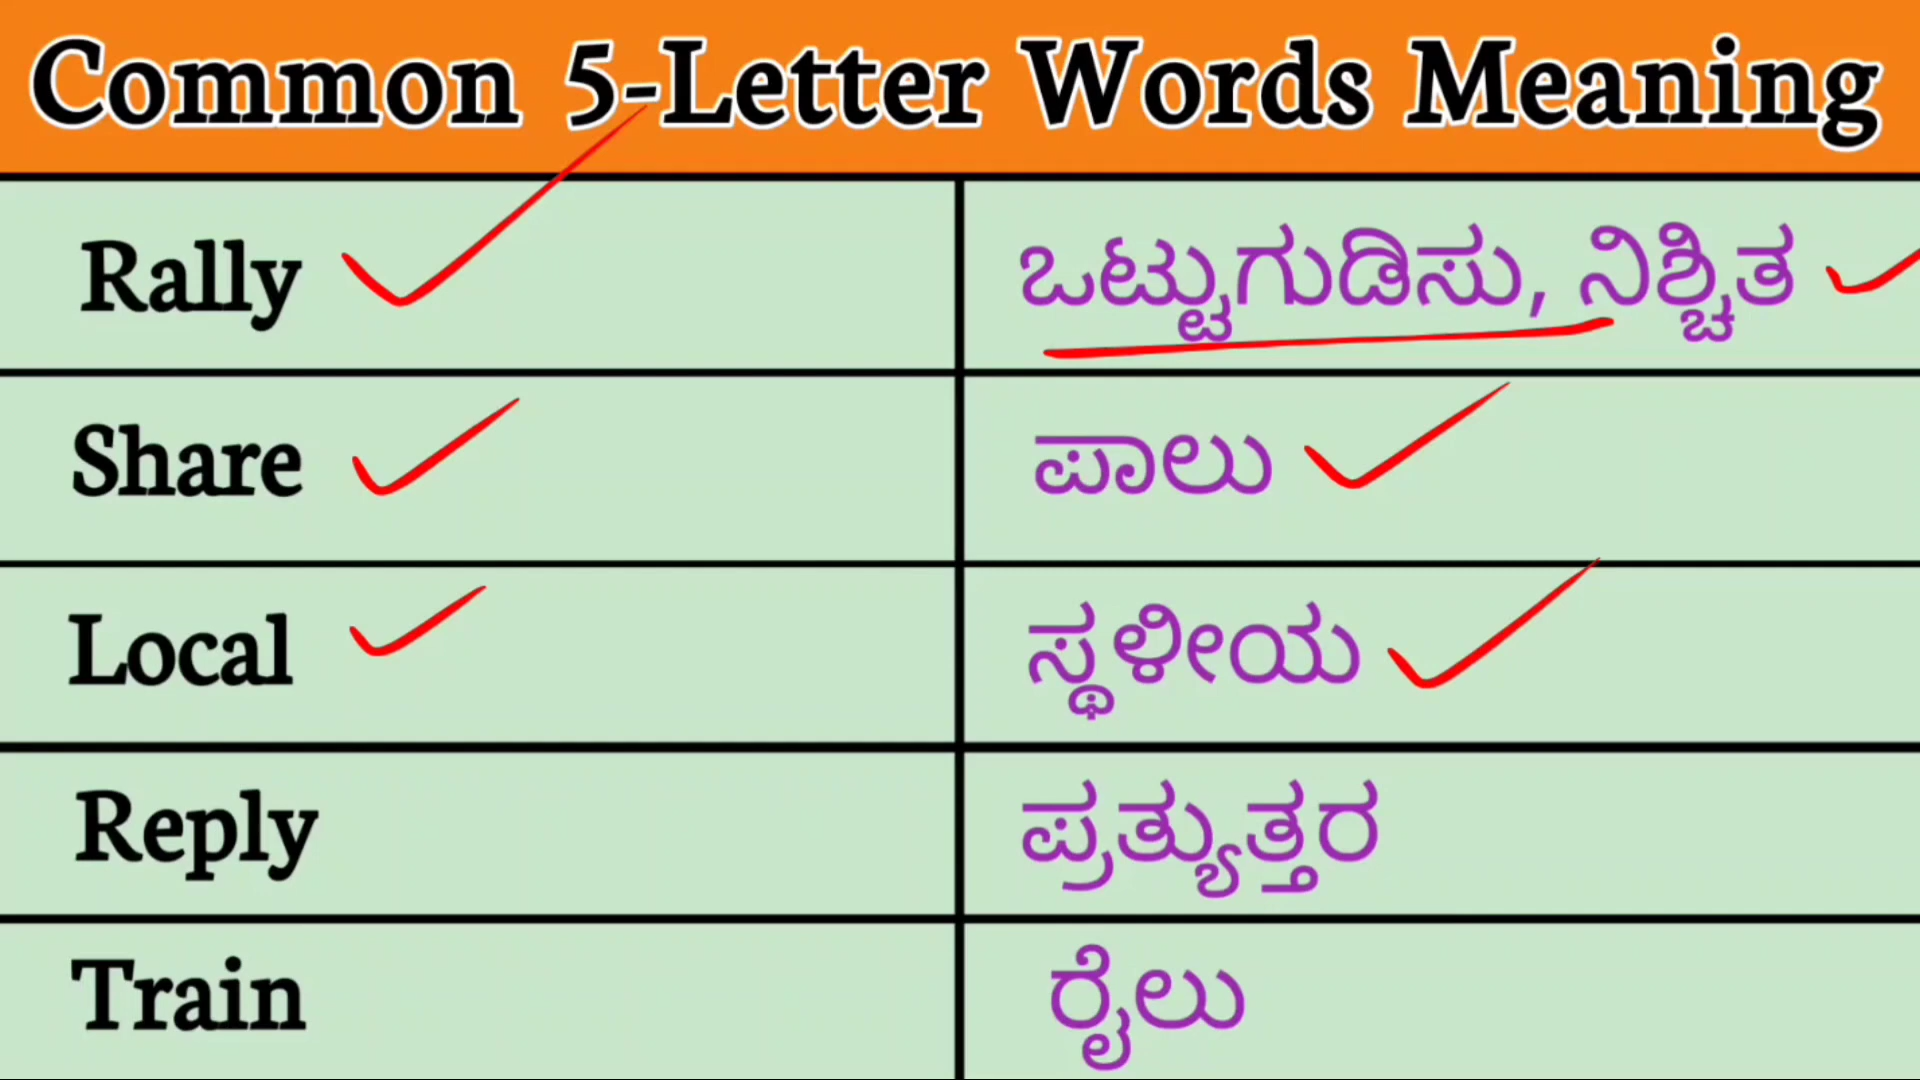 Common 5-Letter Words Meaning
Rally ಒಟ್ಟುಗುಡಿಸು, ನಿಶ್ಚಿತ
Share ಪಾಲು
Local ಸ್ಥಳೀಯ
Reply ಪ್ರತ್ಯುತ್ತರ
Train ರೈಲು